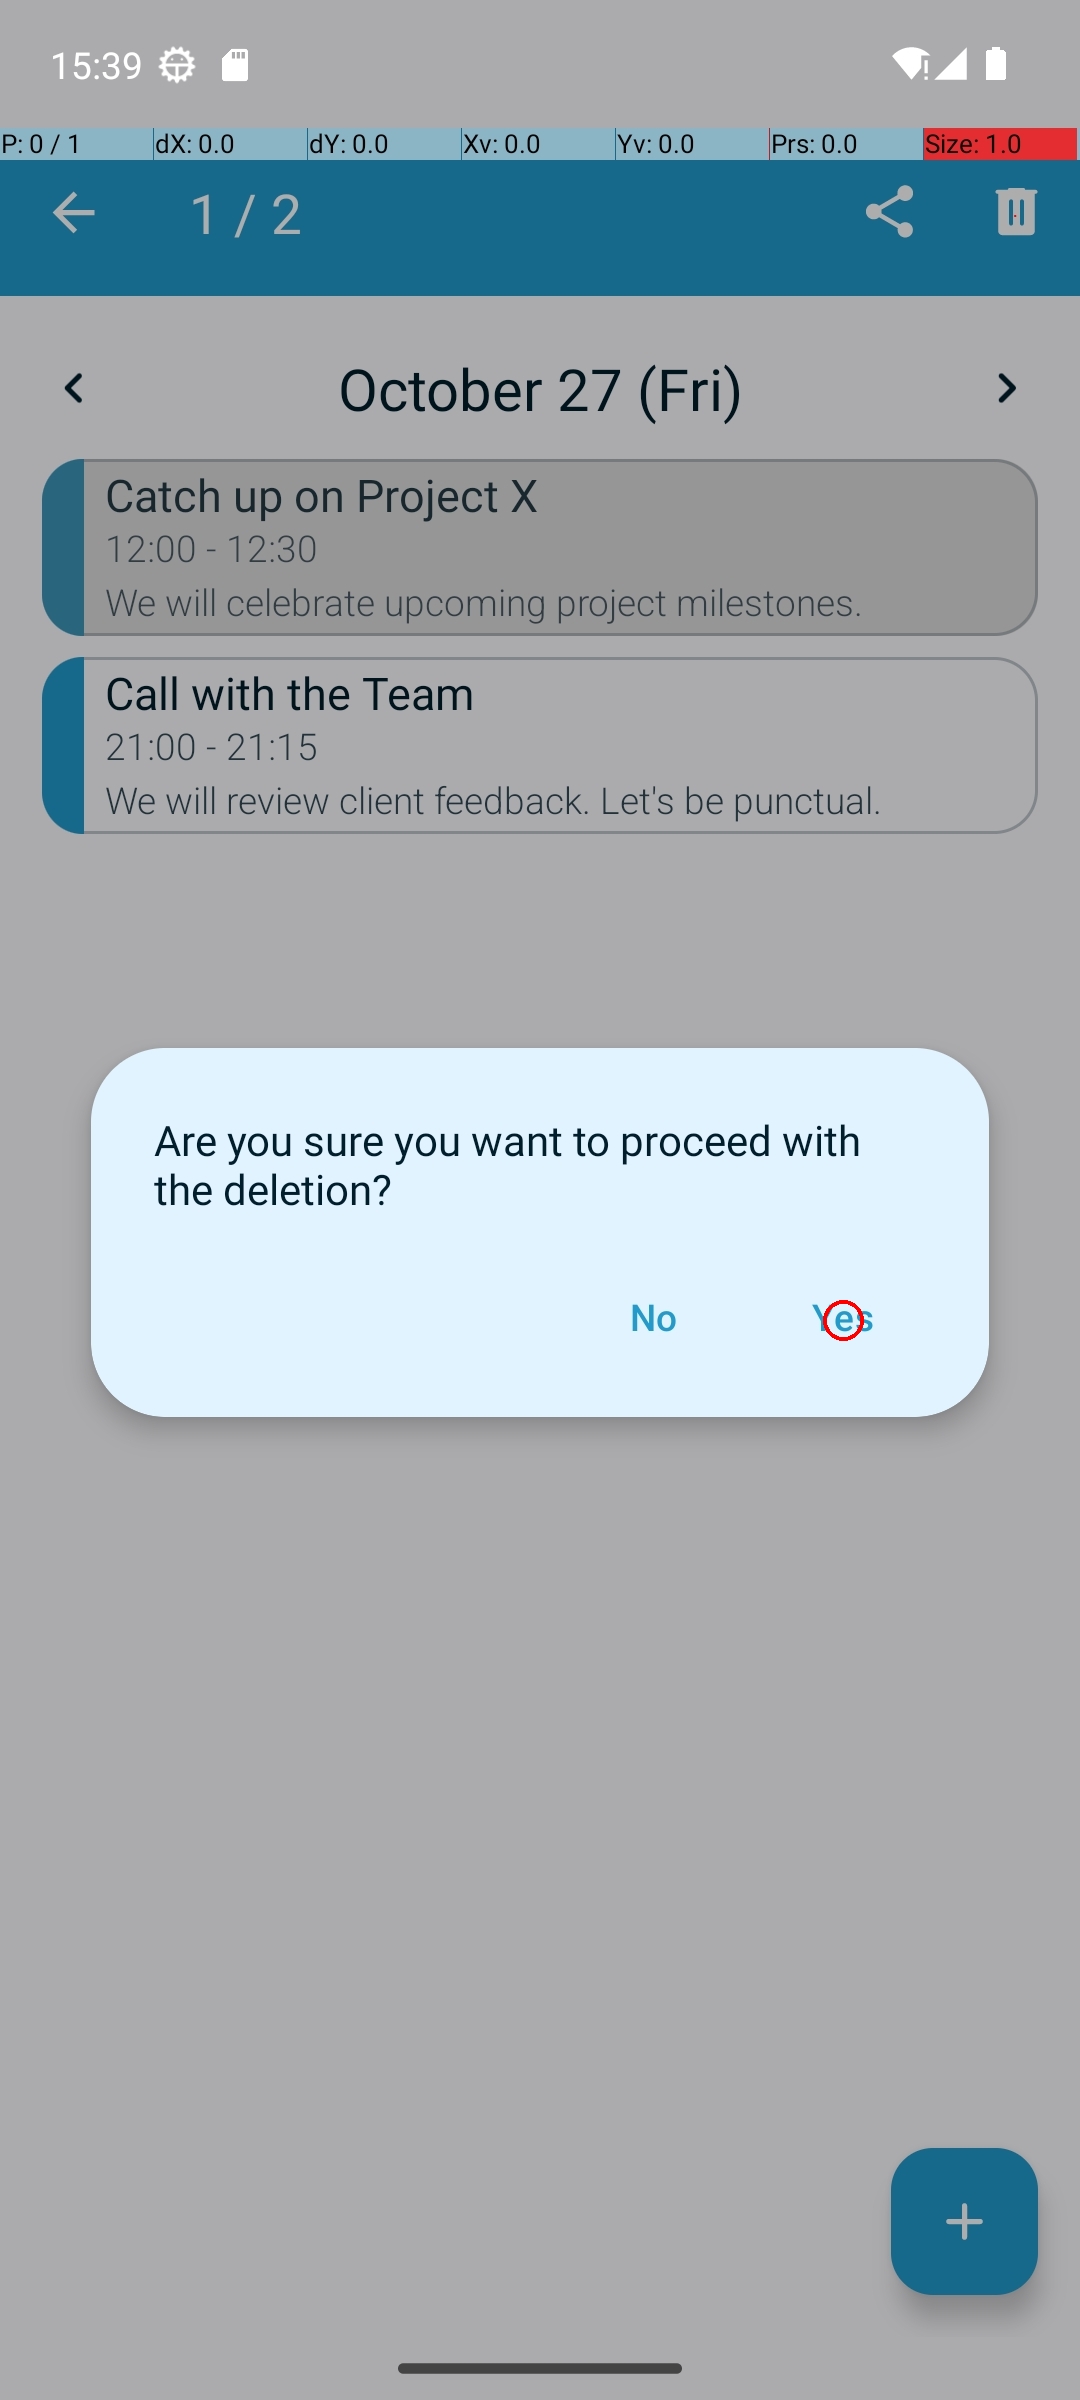 15:39
P: 0 / 1 dX: 0.0 dY: 0.0 Xv: 0.0 Yv: 0.0 Prs: 0.0 Size: 1.0
1 / 2
October 27 (Fri)
Catch up on Project X
12:00 - 12:30
We will celebrate upcoming project milestones.
Call with the Team
21:00 - 21:15
We will review client feedback. Let's be punctual.
Are you sure you want to proceed with
the deletion?
No Yes